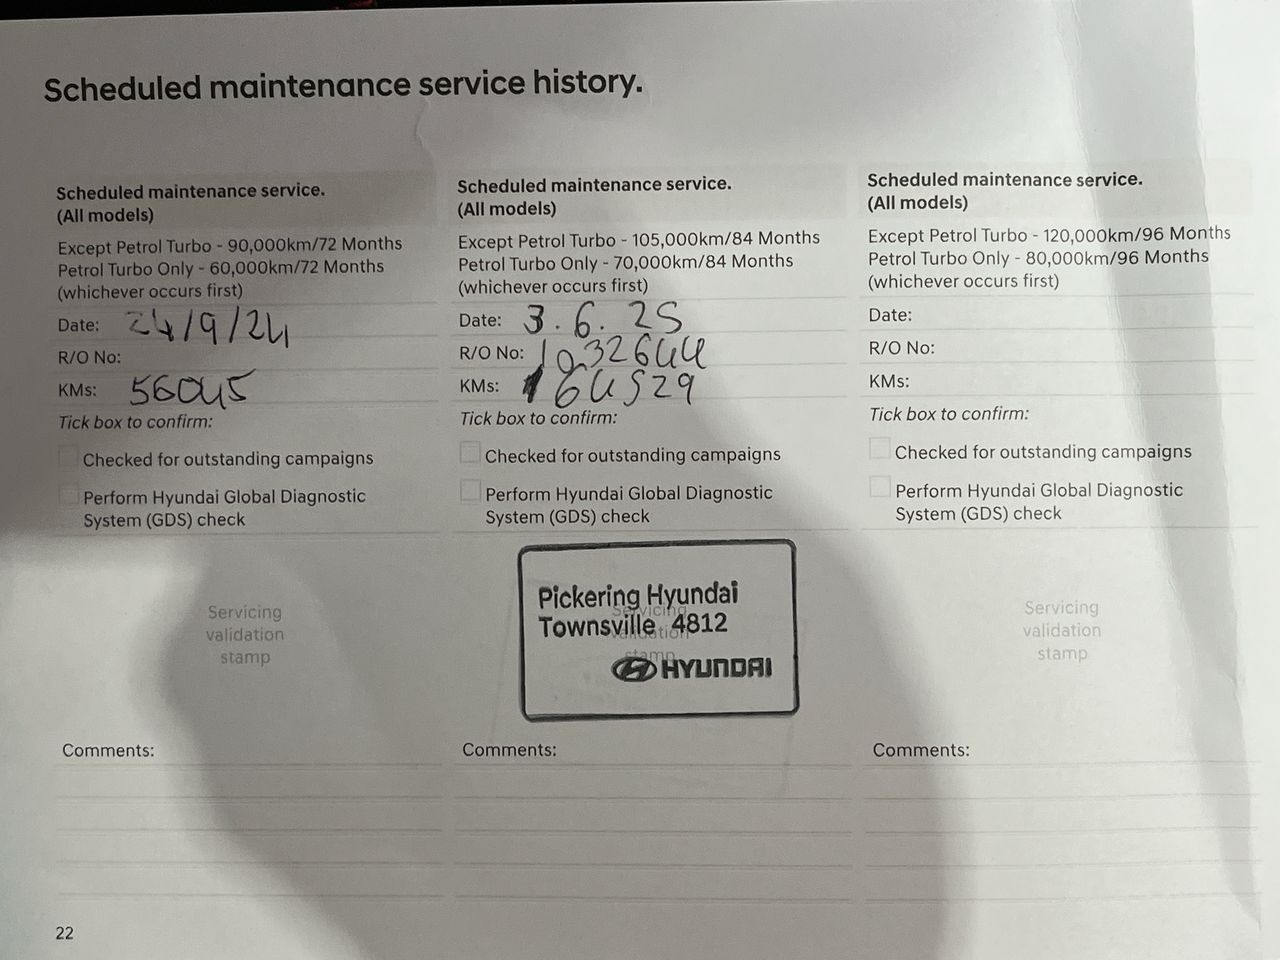 Scheduled maintenance service history.
Scheduled maintenance service.
(All models)
Except Petrol Turbo - 90,000km/72 Months
Petrol Turbo Only - 60,000km/72 Months
(whichever occurs first)
Date: 24/9/24
R/O No:
KMs: 56045
Tick box to confirm:
Checked for outstanding campaigns
Perform Hyundai Global Diagnostic
System (GDS) check
Servicing
validation
stamp
Comments:
Scheduled maintenance service.
(All models)
Except Petrol Turbo - 105,000km/84 Months
Petrol Turbo Only - 70,000km/84 Months
(whichever occurs first)
Date: 3.6.25
R/O No:
KMs: 64529
Tick box to confirm:
Checked for outstanding campaigns
Perform Hyundai Global Diagnostic
System (GDS) check
Servicing
validation
stamp
Pickering Hyundai
Townsville 4812
HYUNDAI
Comments:
Scheduled maintenance service.
(All models)
Except Petrol Turbo - 120,000km/96 Months
Petrol Turbo Only - 80,000km/96 Months
(whichever occurs first)
Date:
R/O No:
KMs:
Tick box to confirm:
Checked for outstanding campaigns
Perform Hyundai Global Diagnostic
System (GDS) check
Servicing
validation
stamp
Comments:
22